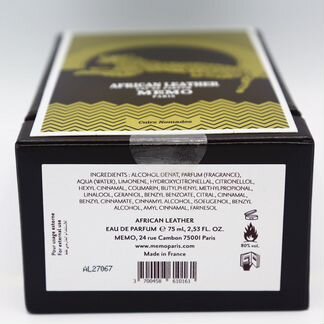 AFRICAN LEATHER
MEMO
PARIS
Cuirs Nomades
INGREDIENTS : ALCOHOL DENAT, PARFUM (FRAGRANCE),
AQUA (WATER), LIMONENE, HYDROXYCITRONELLAL, CITRONELLOL,
HEXYL CINNAMAL, COUMARIN, BUTYLPHENYL METHYLPROPIONAL,
LINALOOL, GERANIOL, BENZYL BENZOATE, CITRAL, CINNAMAL,
BENZYL CINNAMATE, CINNAMYL ALCOHOL, ISOEUGENOL, BENZYL
ALCOHOL, AMYL CINNAMAL, FARNESOL
AFRICAN LEATHER
EAU DE PARFUM 75 ml, 2,53 FL. OZ.
MEMO, 24 rue Cambon 75001 Paris
www.memoparis.com
Made in France
3 700458 610161
Pour usage externe
For external use
AL27067
80% vol.